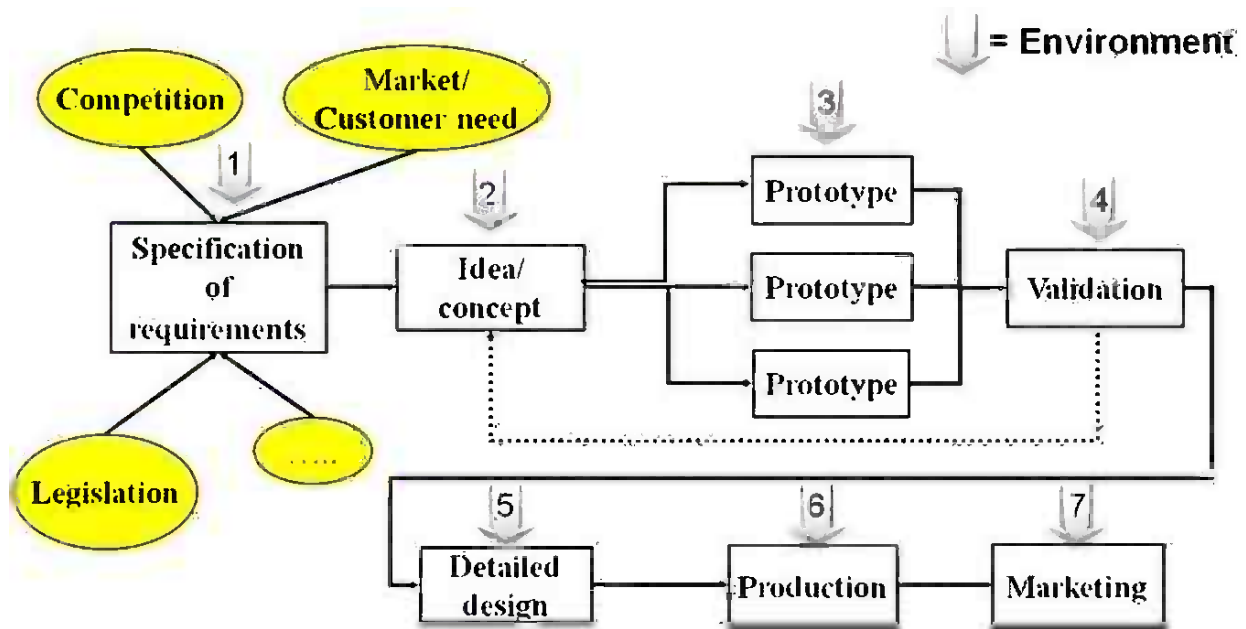 = Environment
Competition
Market/
Customer need
1
2
3
4
Specification
of
requirements
Idea/
concept
Prototype
Prototype
Prototype
Validation
Legislation
.....
5
6
7
Detailed
design
Production
Marketing